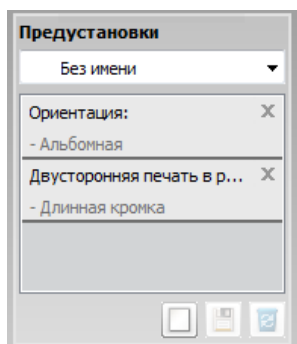 Предустановки
Без имени
Ориентация:
- Альбомная
Двусторонняя печать в р...
- Длинная кромка